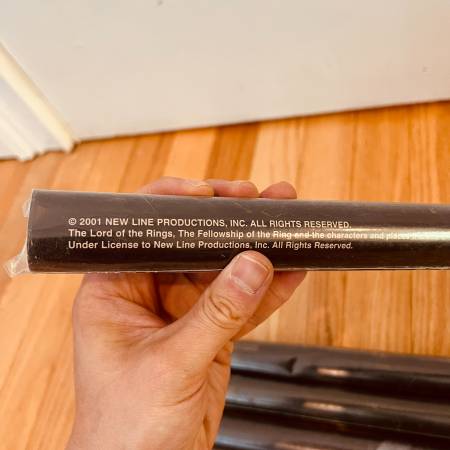 © 2001 NEW LINE PRODUCTIONS, INC. ALL RIGHTS RESERVED.
The Lord of the Rings, The Fellowship of the Ring and the characters and places
Under License to New Line Productions, Inc. All Rights Reserved.